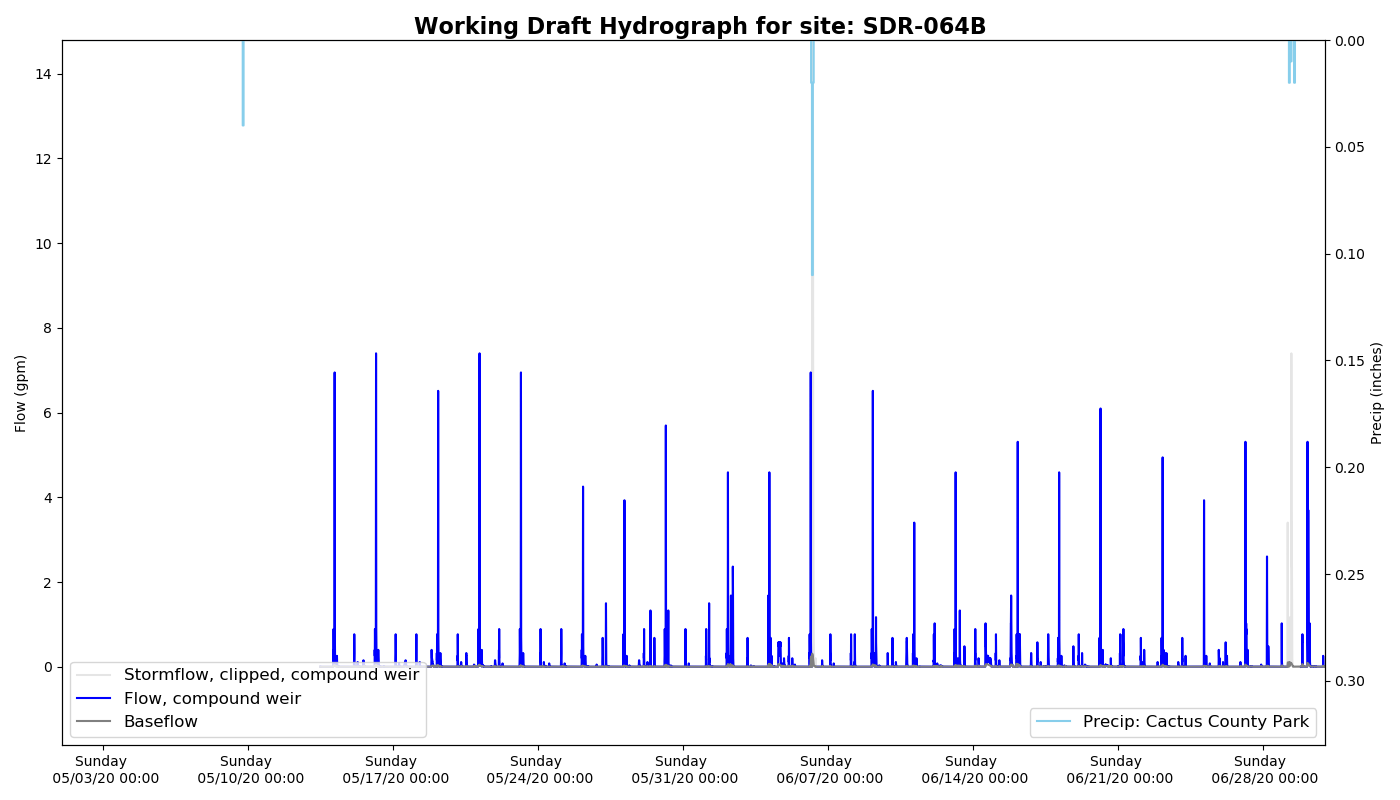 Working Draft Hydrograph for site: SDR-064B
Flow (gpm)
14
12
10
8
6
4
2
0
0.00
0.05
0.10
0.15
0.20
0.25
0.30
Precip (inches)
Stormflow, clipped, compound weir
Flow, compound weir
Baseflow
Precip: Cactus County Park
Sunday
05/03/20 00:00
Sunday
05/10/20 00:00
Sunday
05/17/20 00:00
Sunday
05/24/20 00:00
Sunday
05/31/20 00:00
Sunday
06/07/20 00:00
Sunday
06/14/20 00:00
Sunday
06/21/20 00:00
Sunday
06/28/20 00:00